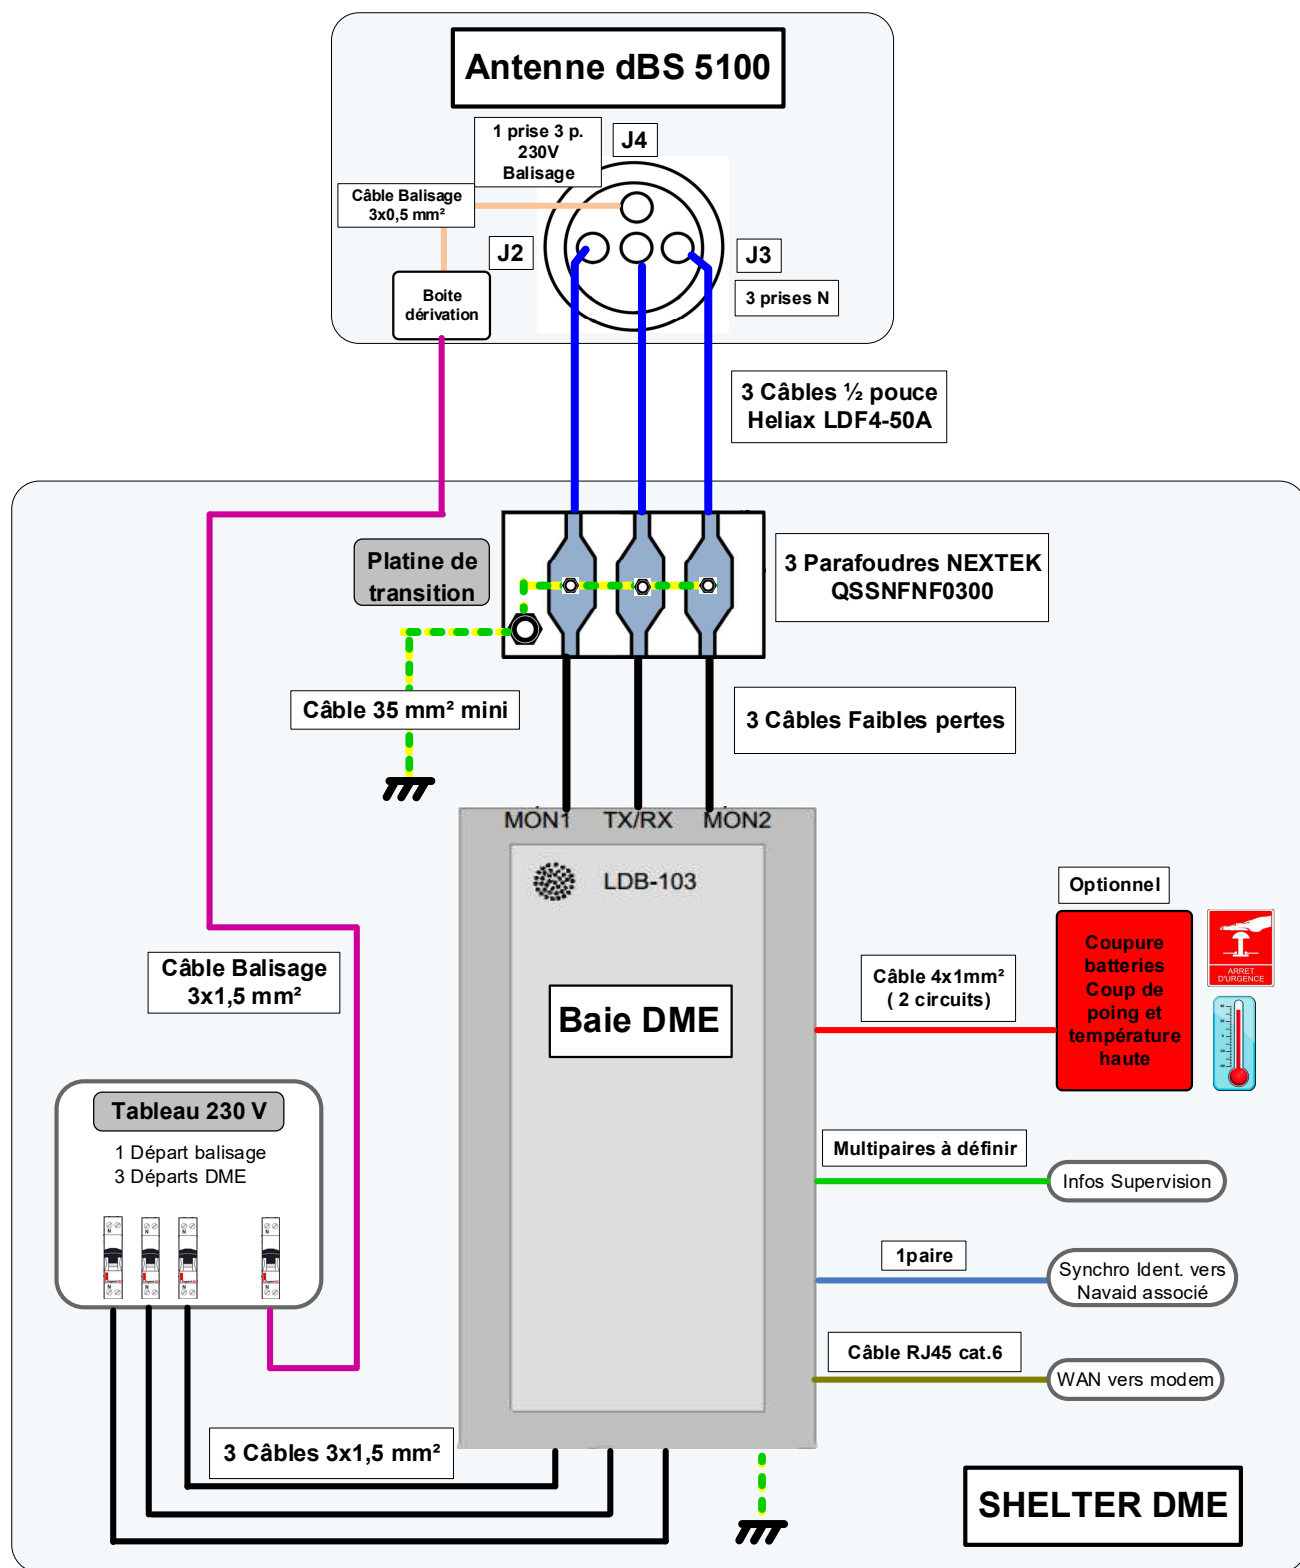 Antenne dBS 5100
1 prise 3 p.
230V
Balisage
J4
Câble Balisage
3x0,5 mm²
J2
J3
3 prises N
Boite
dérivation
3 Câbles ½ pouce
Heliax LDF4-50A
Platine de
transition
3 Parafoudres NEXTEK
QSSNFNF0300
Câble 35 mm² mini
3 Câbles Faibles pertes
MON1 TX/RX MON2
LDB-103
Optionnel
Coupure
batteries
Coup de
poing et
température
haute
ARRET
D'URGENCE
Câble 4x1mm²
( 2 circuits)
Câble Balisage
3x1,5 mm²
Baie DME
Tableau 230 V
1 Départ balisage
3 Départs DME
Multipaires à définir
Infos Supervision
1paire
Synchro Ident. vers
Navaid associé
Câble RJ45 cat.6
WAN vers modem
3 Câbles 3x1,5 mm²
SHELTER DME